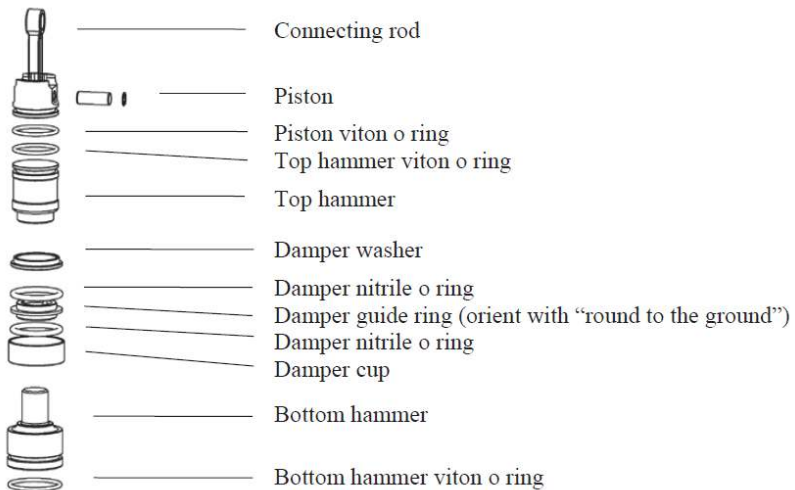 Connecting rod
Piston
Piston viton o ring
Top hammer viton o ring
Top hammer
Damper washer
Damper nitrile o ring
Damper guide ring (orient with “round to the ground”)
Damper nitrile o ring
Damper cup
Bottom hammer
Bottom hammer viton o ring